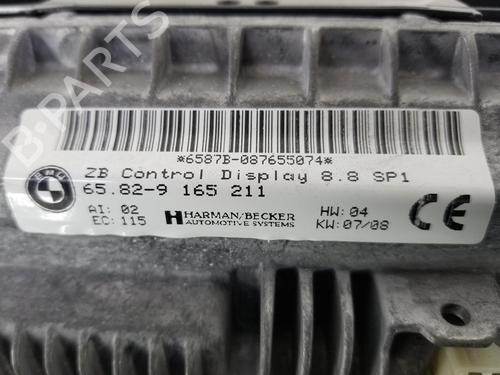 B-PARTS
*6587B-087655074*
ZB Control Display 8.8 SP1
65.82-9 165 211
AI: 02
EC: 115
HARMAN/BECKER
AUTOMOTIVE SYSTEMS
HW: 04
KW: 07/08
CE
BMW